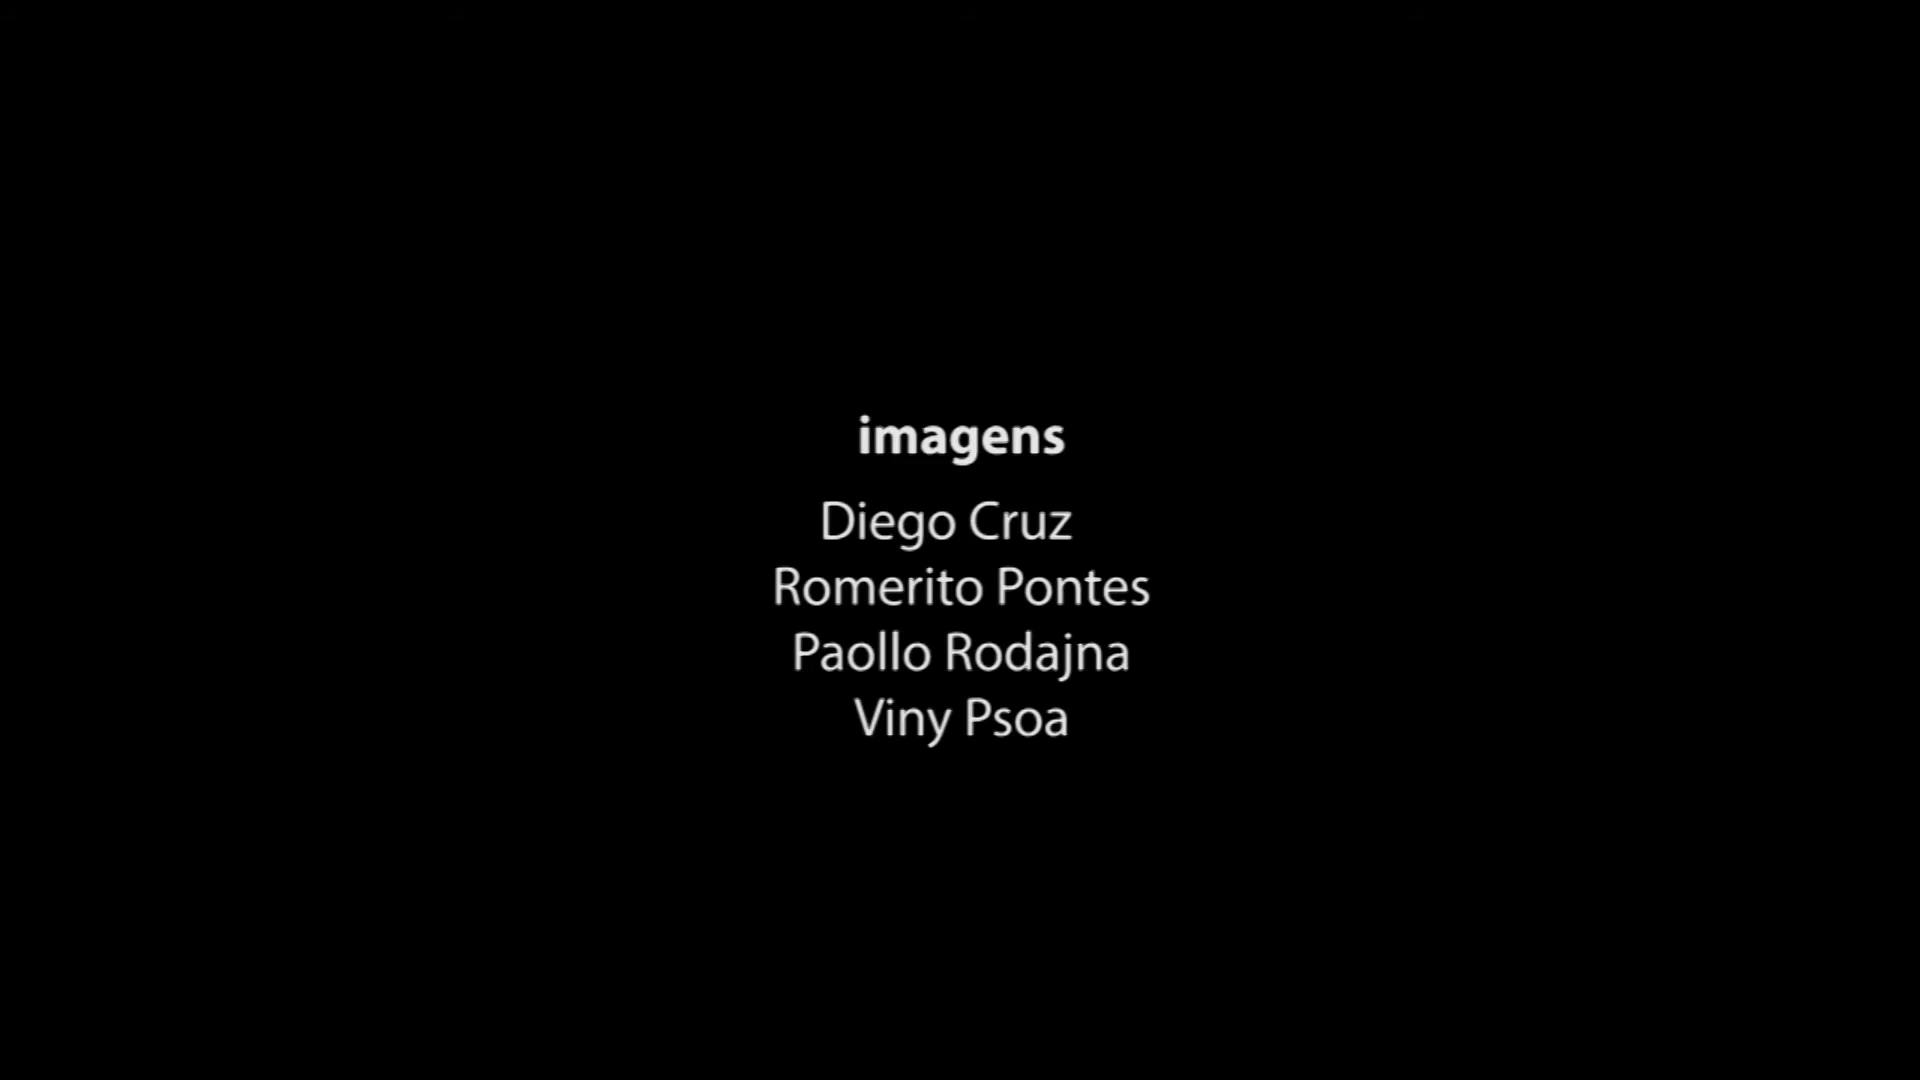 imagens
Diego Cruz
Romerito Pontes
Paollo Rodajna
Viny Psoa